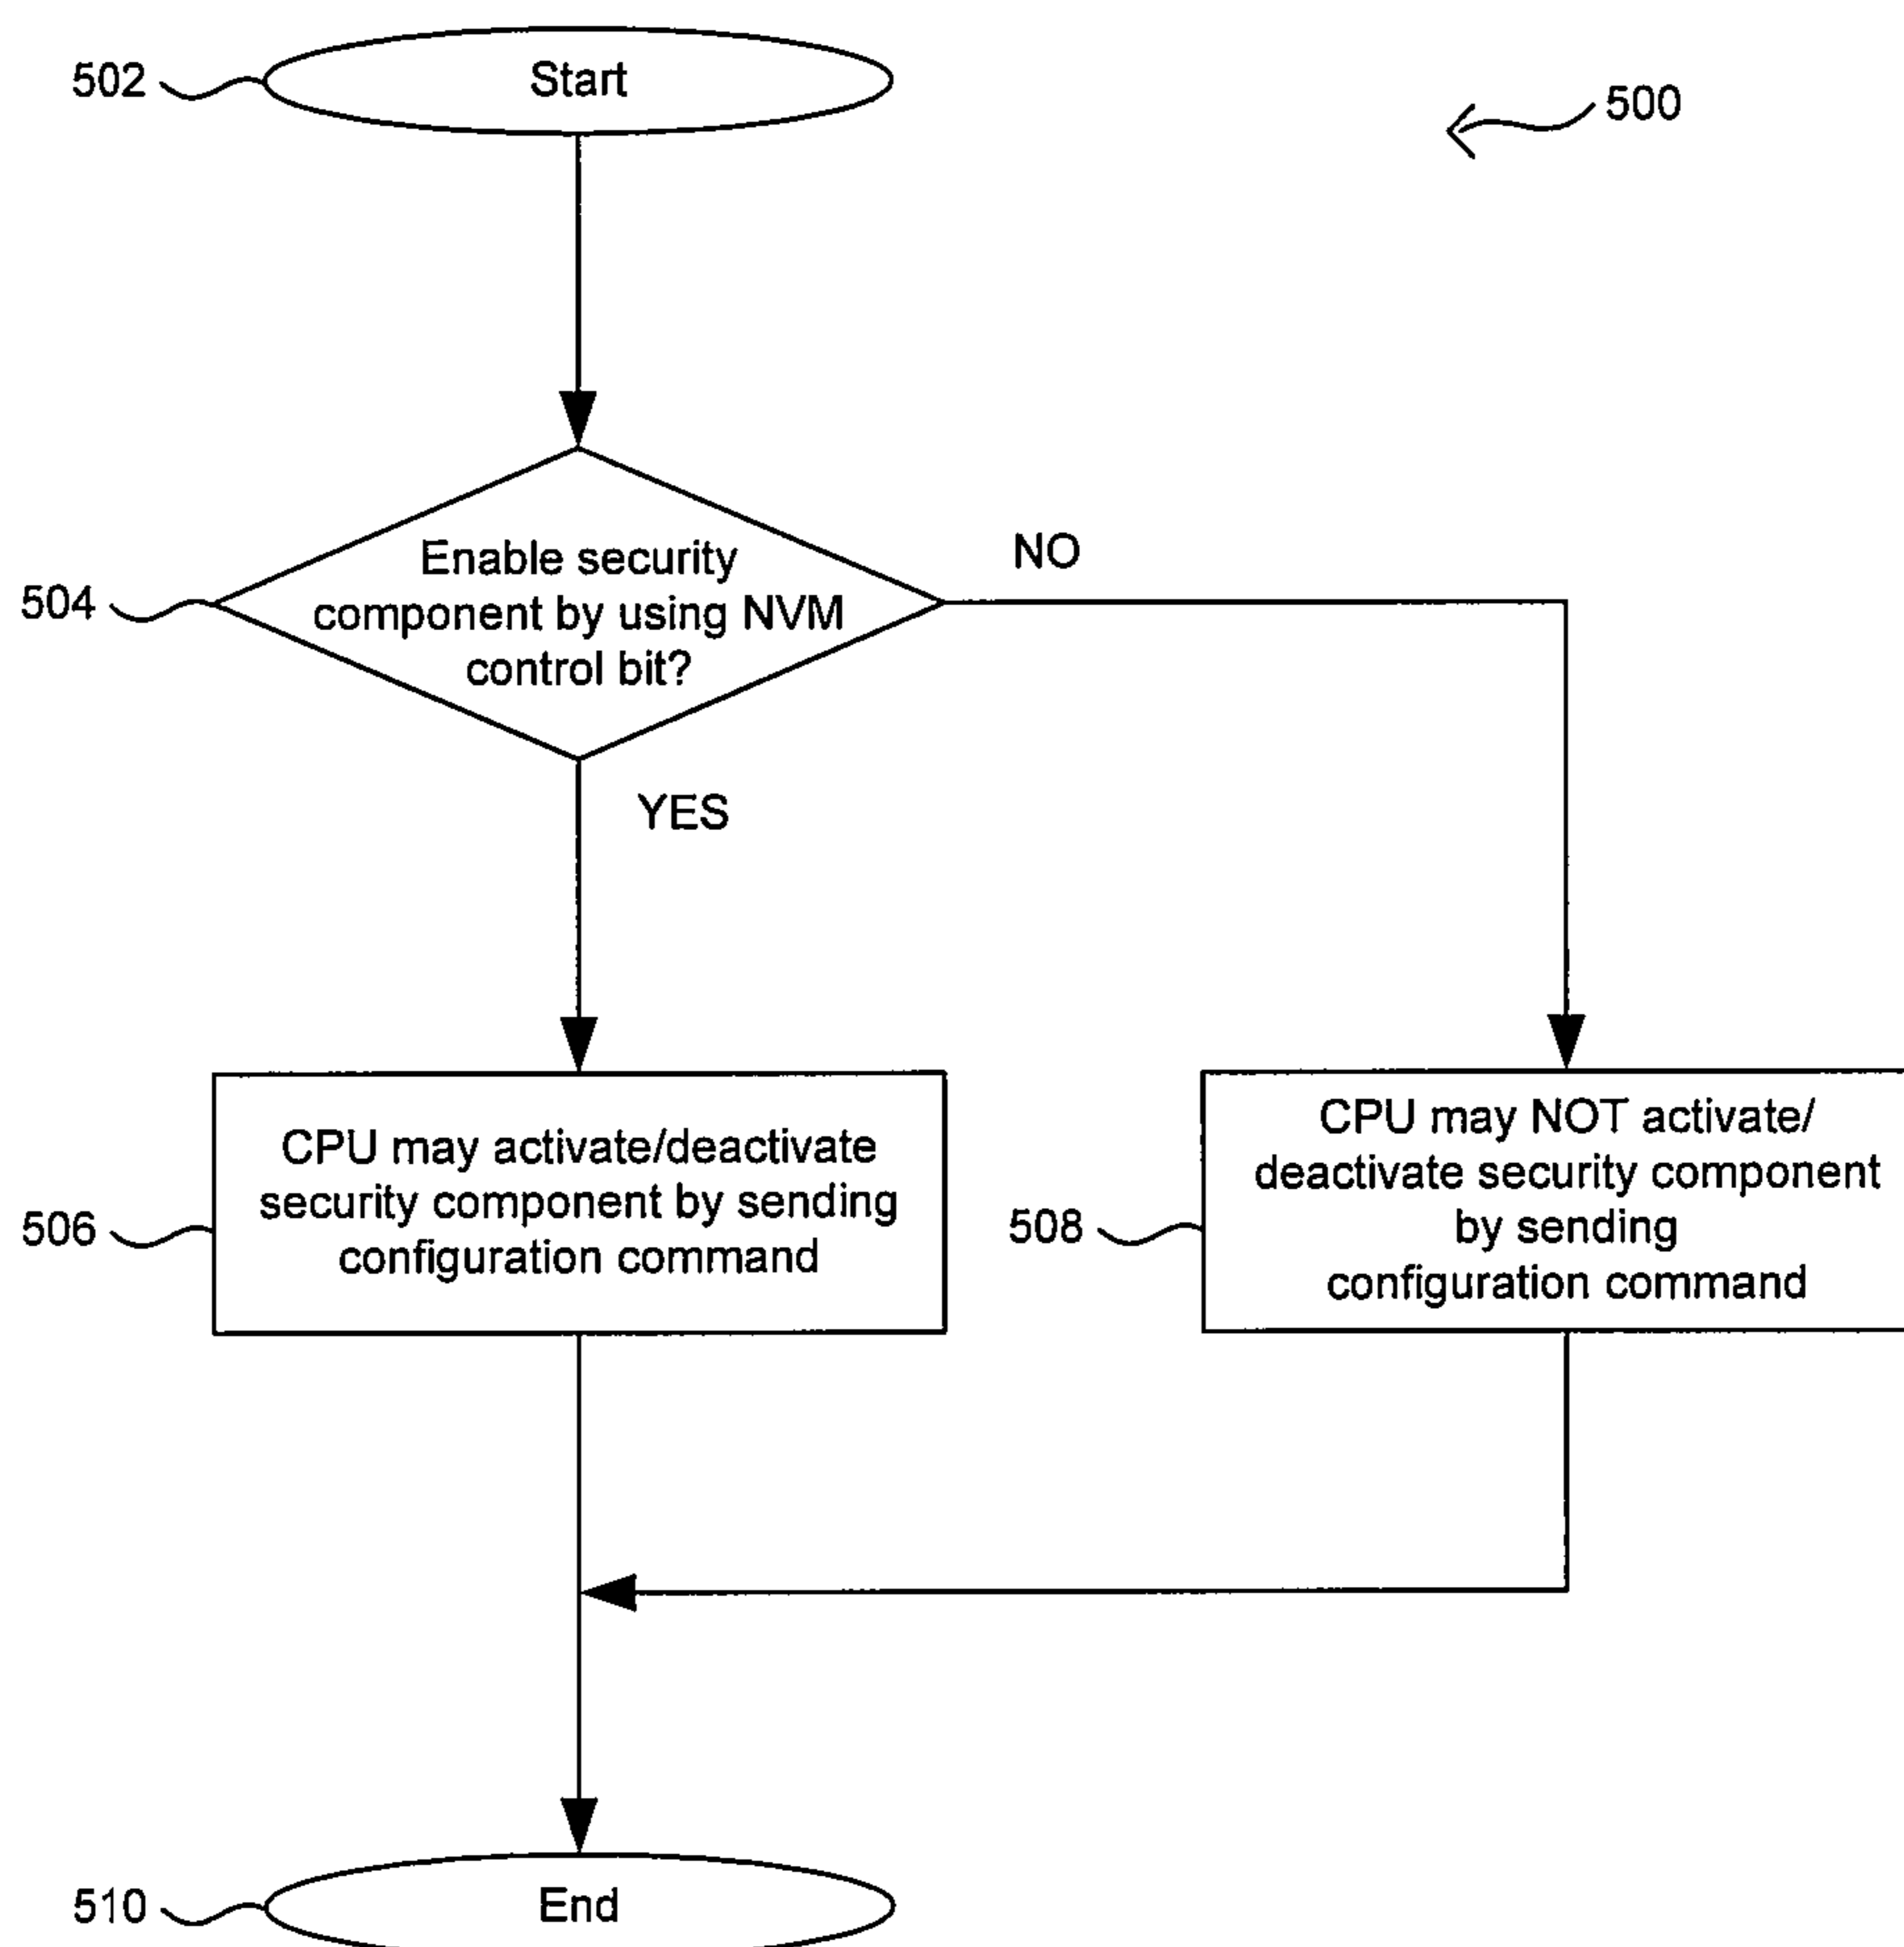 502
Start
500
504
Enable security
component by using NVM
control bit?
NO
YES
506
CPU may activate/deactivate
security component by sending
configuration command
508
CPU may NOT activate/
deactivate security component
by sending
configuration command
510
End